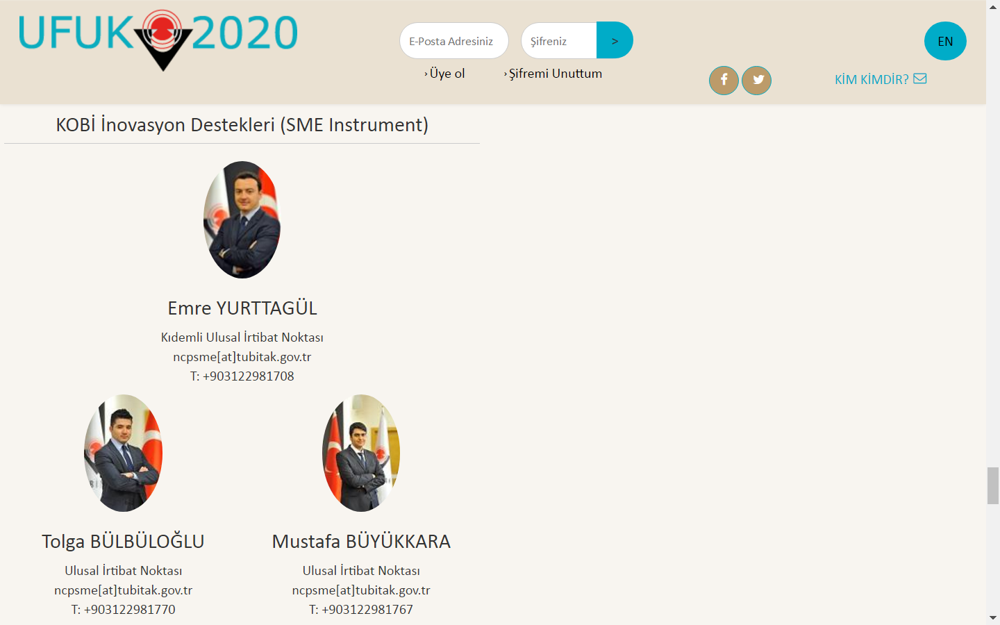 UFUK 2020
E-Posta Adresiniz
Şifreniz
>
EN
› Üye ol
› Şifremi Unuttum
KİM KİMDİR?
KOBİ İnovasyon Destekleri (SME Instrument)
Emre YURTTAGÜL
Kıdemli Ulusal İrtibat Noktası
ncpsme[at]tubitak.gov.tr
T: +903122981708
Tolga BÜLBÜLOĞLU
Ulusal İrtibat Noktası
ncpsme[at]tubitak.gov.tr
T: +903122981770
Mustafa BÜYÜKKARA
Ulusal İrtibat Noktası
ncpsme[at]tubitak.gov.tr
T: +903122981767